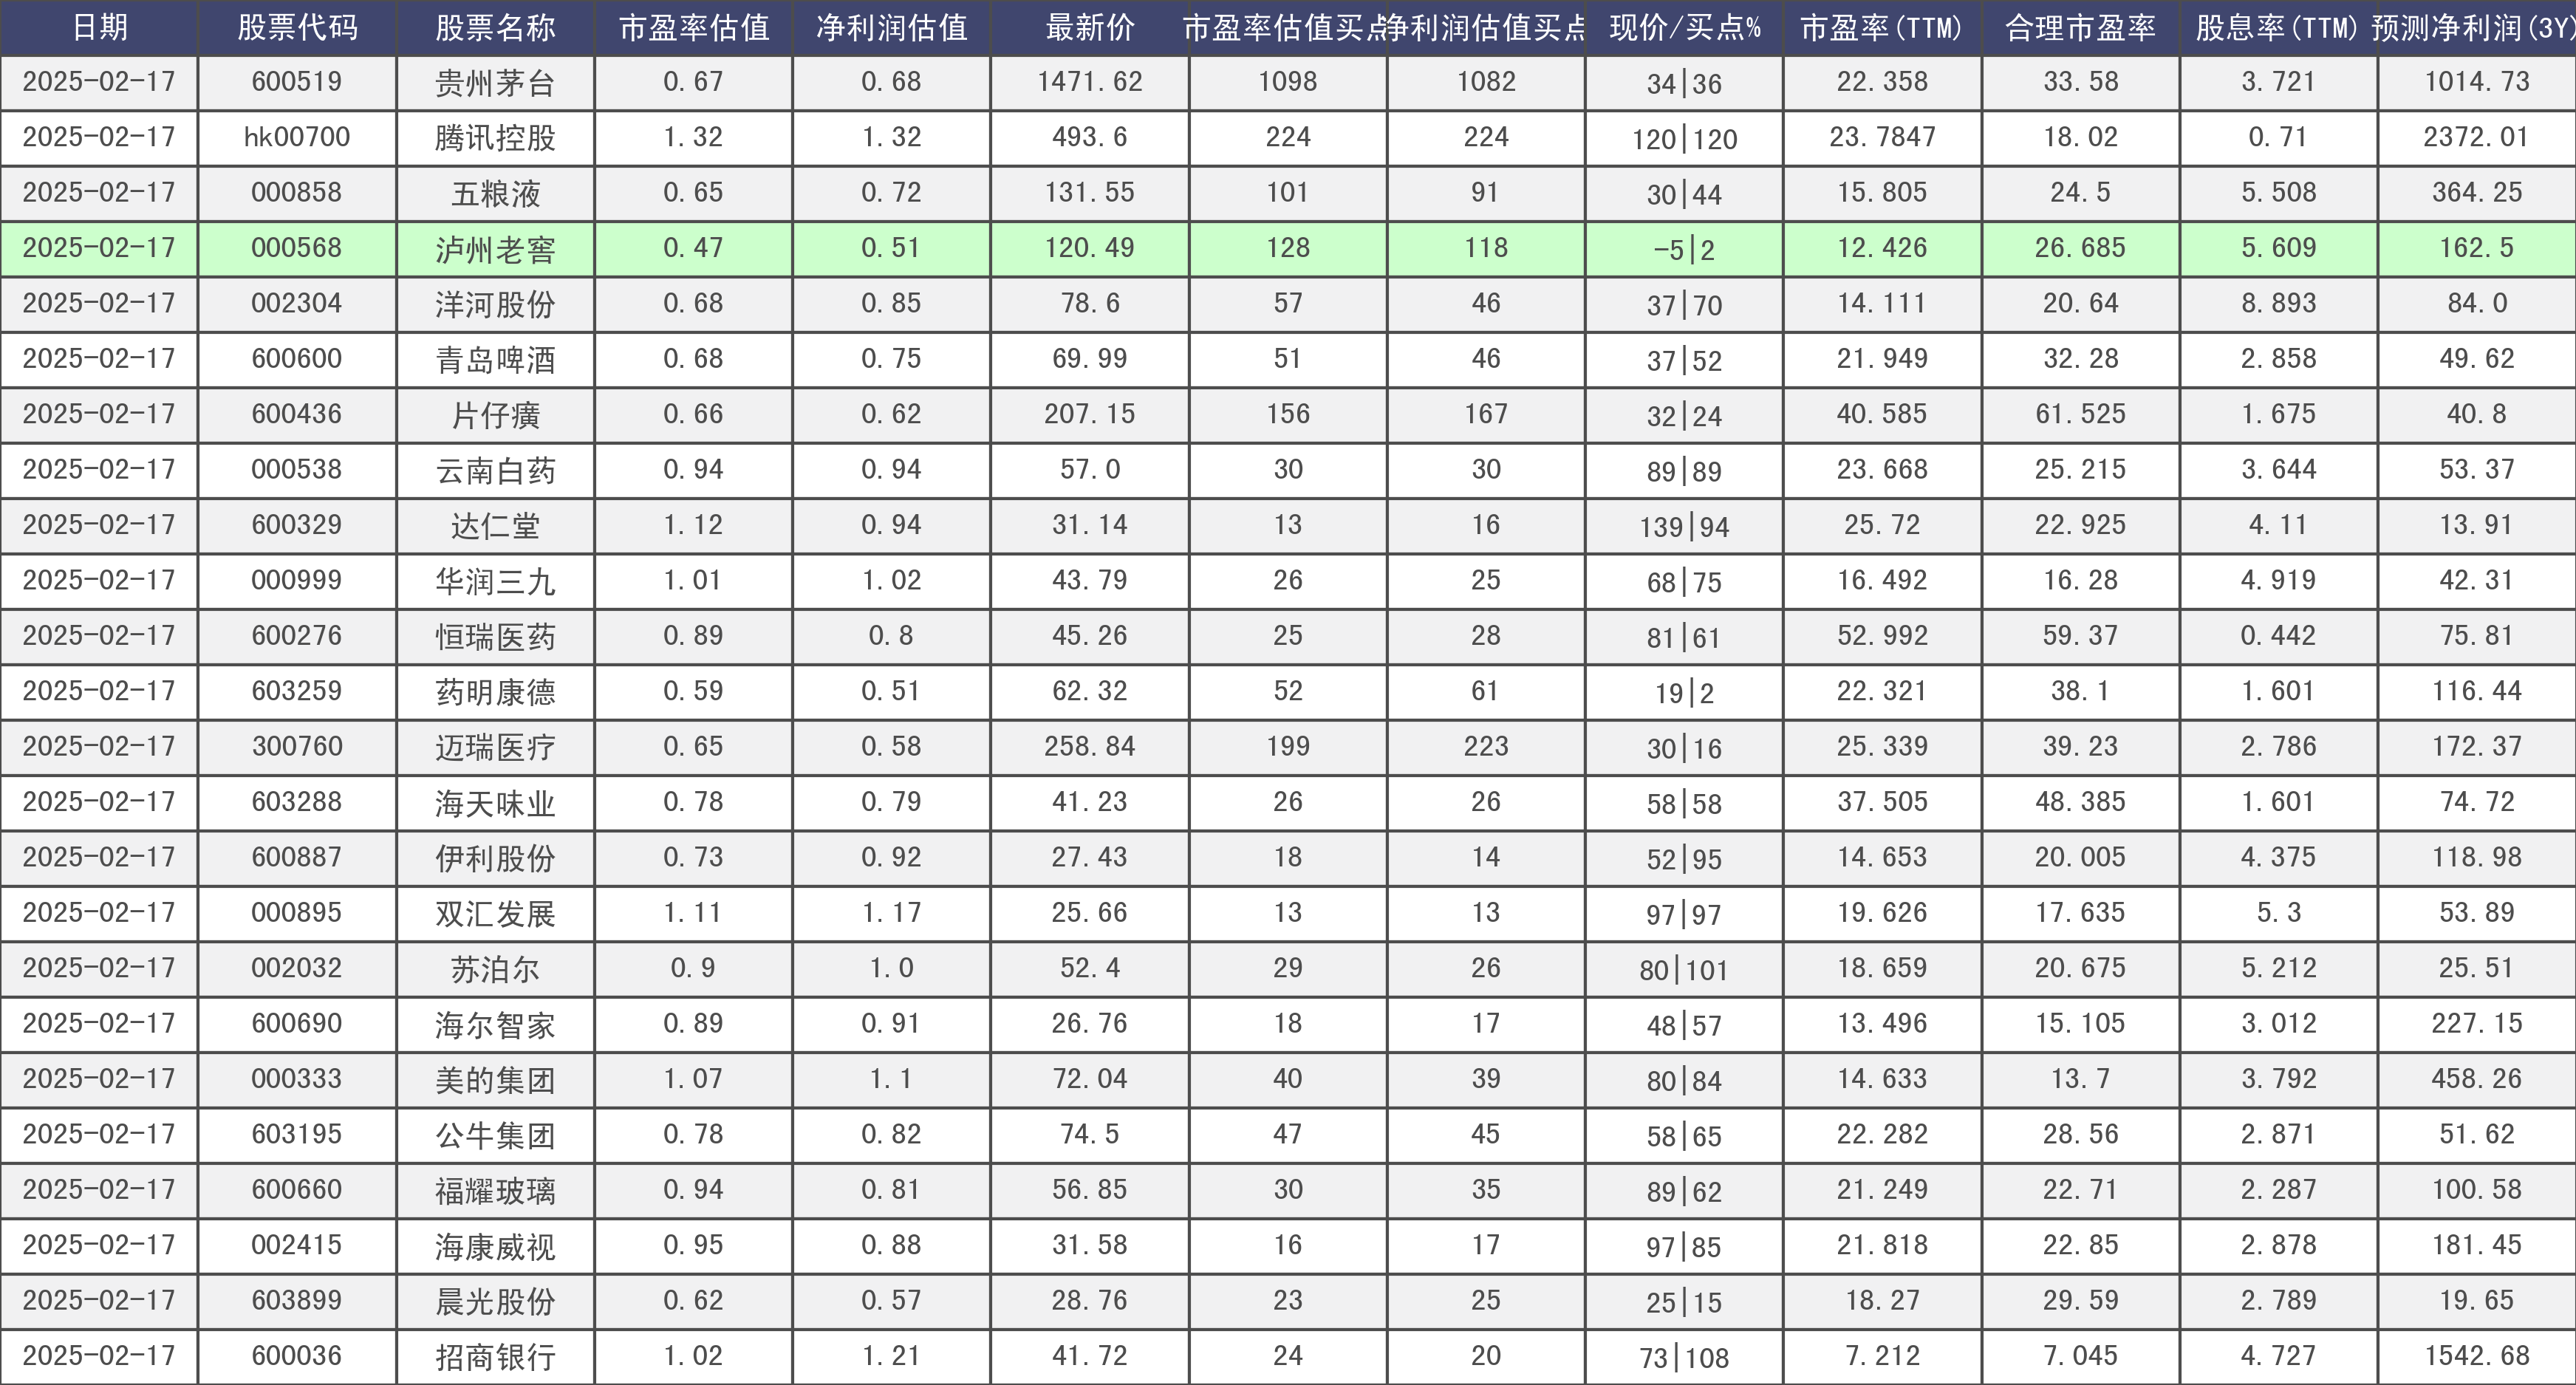 日期 股票代码 股票名称 市盈率估值 净利润估值 最新价 市盈率估值买点 净利润估值买点 现价/买点% 市盈率(TTM) 合理市盈率 股息率(TTM) 预测净利润(3Y)
2025-02-17 600519 贵州茅台 0.67 0.68 1471.62 1098 1082 34|36 22.358 33.58 3.721 1014.73
2025-02-17 hk00700 腾讯控股 1.32 1.32 493.6 224 224 120|120 23.7847 18.02 0.71 2372.01
2025-02-17 000858 五粮液 0.65 0.72 131.55 101 91 30|44 15.805 24.5 5.508 364.25
2025-02-17 000568 泸州老窖 0.47 0.51 120.49 128 118 -5|2 12.426 26.685 5.609 162.5
2025-02-17 002304 洋河股份 0.68 0.85 78.6 57 46 37|70 14.111 20.64 8.893 84.0
2025-02-17 600600 青岛啤酒 0.68 0.75 69.99 51 46 37|52 21.949 32.28 2.858 49.62
2025-02-17 600436 片仔癀 0.66 0.62 207.15 156 167 32|24 40.585 61.525 1.675 40.8
2025-02-17 000538 云南白药 0.94 0.94 57.0 30 30 89|89 23.668 25.215 3.644 53.37
2025-02-17 600329 达仁堂 1.12 0.94 31.14 13 16 139|94 25.72 22.925 4.11 13.91
2025-02-17 000999 华润三九 1.01 1.02 43.79 26 25 68|75 16.492 16.28 4.919 42.31
2025-02-17 600276 恒瑞医药 0.89 0.8 45.26 25 28 81|61 52.992 59.37 0.442 75.81
2025-02-17 603259 药明康德 0.59 0.51 62.32 52 61 19|2 22.321 38.1 1.601 116.44
2025-02-17 300760 迈瑞医疗 0.65 0.58 258.84 199 223 30|16 25.339 39.23 2.786 172.37
2025-02-17 603288 海天味业 0.78 0.79 41.23 26 26 58|58 37.505 48.385 1.601 74.72
2025-02-17 600887 伊利股份 0.73 0.92 27.43 18 14 52|95 14.653 20.005 4.375 118.98
2025-02-17 000895 双汇发展 1.11 1.17 25.66 13 13 97|97 19.626 17.635 5.3 53.89
2025-02-17 002032 苏泊尔 0.9 1.0 52.4 29 26 80|101 18.659 20.675 5.212 25.51
2025-02-17 600690 海尔智家 0.89 0.91 26.76 18 17 48|57 13.496 15.105 3.012 227.15
2025-02-17 000333 美的集团 1.07 1.1 72.04 40 39 80|84 14.633 13.7 3.792 458.26
2025-02-17 603195 公牛集团 0.78 0.82 74.5 47 45 58|65 22.282 28.56 2.871 51.62
2025-02-17 600660 福耀玻璃 0.94 0.81 56.85 30 35 89|62 21.249 22.71 2.287 100.58
2025-02-17 002415 海康威视 0.95 0.88 31.58 16 17 97|85 21.818 22.85 2.878 181.45
2025-02-17 603899 晨光股份 0.62 0.57 28.76 23 25 25|15 18.27 29.59 2.789 19.65
2025-02-17 600036 招商银行 1.02 1.21 41.72 24 20 73|108 7.212 7.045 4.727 1542.68